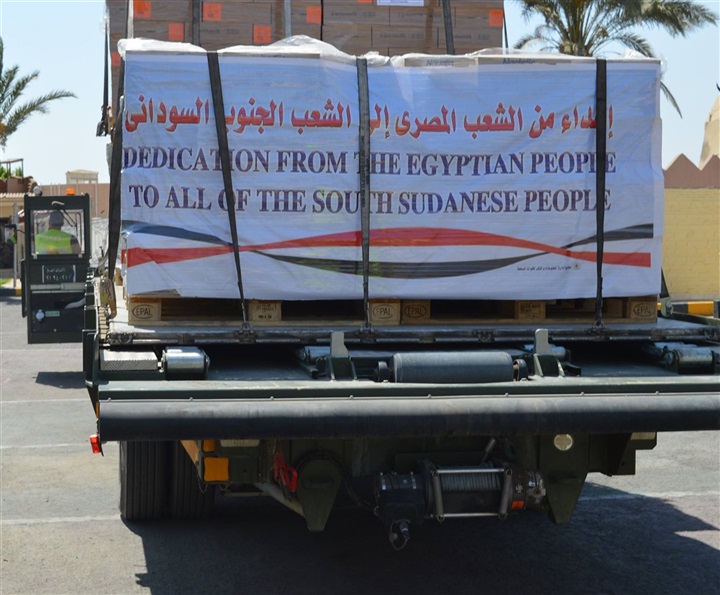 إهداء من الشعب المصرى إلى الشعب الجنوب السودانى
DEDICATION FROM THE EGYPTIAN PEOPLE
TO ALL OF THE SOUTH SUDANESE PEOPLE
EPAL
EPAL
EPAL
EPAL